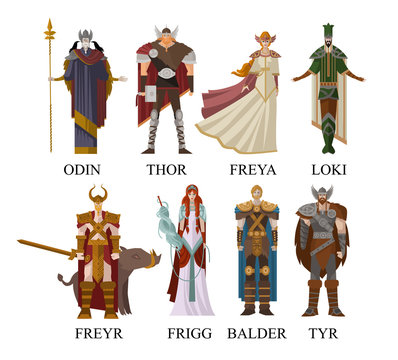 ODIN THOR FREYA LOKI
FREYR FRIGG BALDER TYR